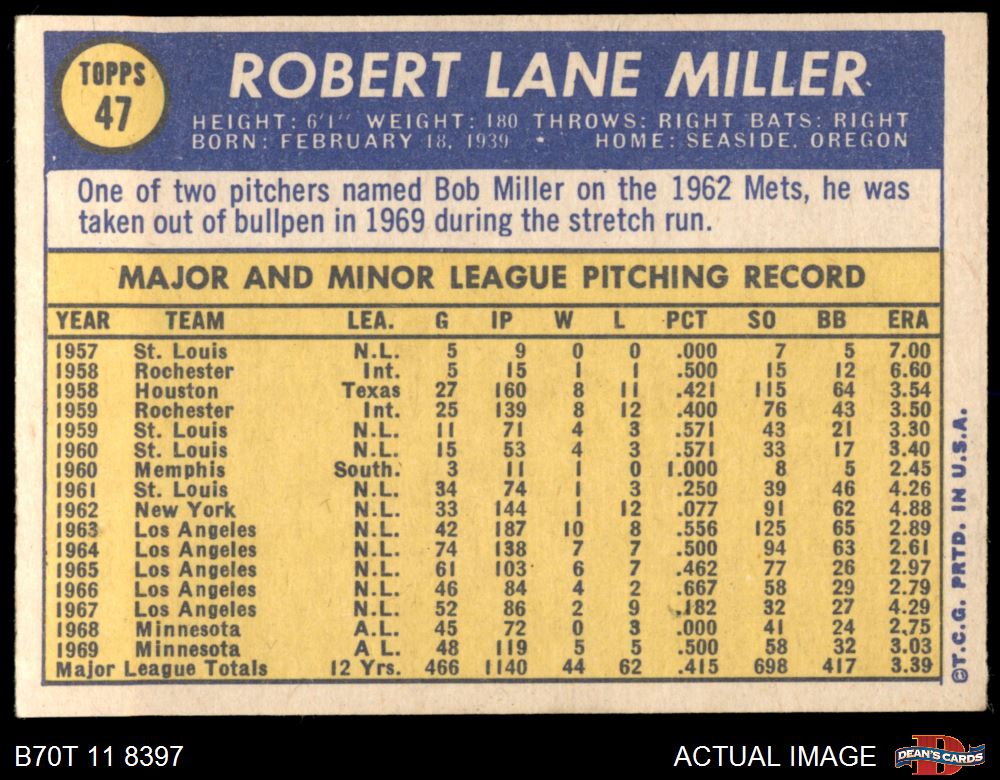 TOPPS
47
ROBERT LANE MILLER
HEIGHT: 6'1" WEIGHT: 180 THROWS: RIGHT BATS: RIGHT
BORN: FEBRUARY 18, 1939 • HOME: SEASIDE, OREGON
One of two pitchers named Bob Miller on the 1962 Mets, he was
taken out of bullpen in 1969 during the stretch run.
MAJOR AND MINOR LEAGUE PITCHING RECORD
YEAR TEAM LEA. G IP W L PCT SO BB ERA
1957 St. Louis N.L. 5 9 0 0 .000 7 5 7.00
1958 Rochester Int. 5 15 1 1 .500 15 12 6.60
1958 Houston Texas 27 160 8 11 .421 115 64 3.54
1959 Rochester Int. 25 139 8 12 .400 76 43 3.50
1959 St. Louis N.L. 11 71 4 3 .571 43 21 3.30
1960 St. Louis N.L. 15 53 4 3 .571 33 17 3.40
1960 Memphis South. 3 11 1 0 1.000 8 5 2.45
1961 St. Louis N.L. 34 74 1 3 .250 39 46 4.26
1962 New York N.L. 33 144 1 12 .077 91 62 4.88
1963 Los Angeles N.L. 42 187 10 8 .556 125 65 2.89
1964 Los Angeles N.L. 74 138 7 7 .500 94 63 2.61
1965 Los Angeles N.L. 61 103 6 7 .462 77 26 2.97
1966 Los Angeles N.L. 46 84 4 2 .667 58 29 2.79
1967 Los Angeles N.L. 52 86 2 9 .182 32 27 4.29
1968 Minnesota A.L. 45 72 0 3 .000 41 24 2.75
1969 Minnesota A L. 48 119 5 5 .500 58 32 3.03
Major League Totals 12 Yrs. 466 1140 44 62 .415 698 417 3.39
©T.C.G. PRTD. IN U.S.A.
B70T 11 8397
ACTUAL IMAGE
D
DEAN'S CARDS